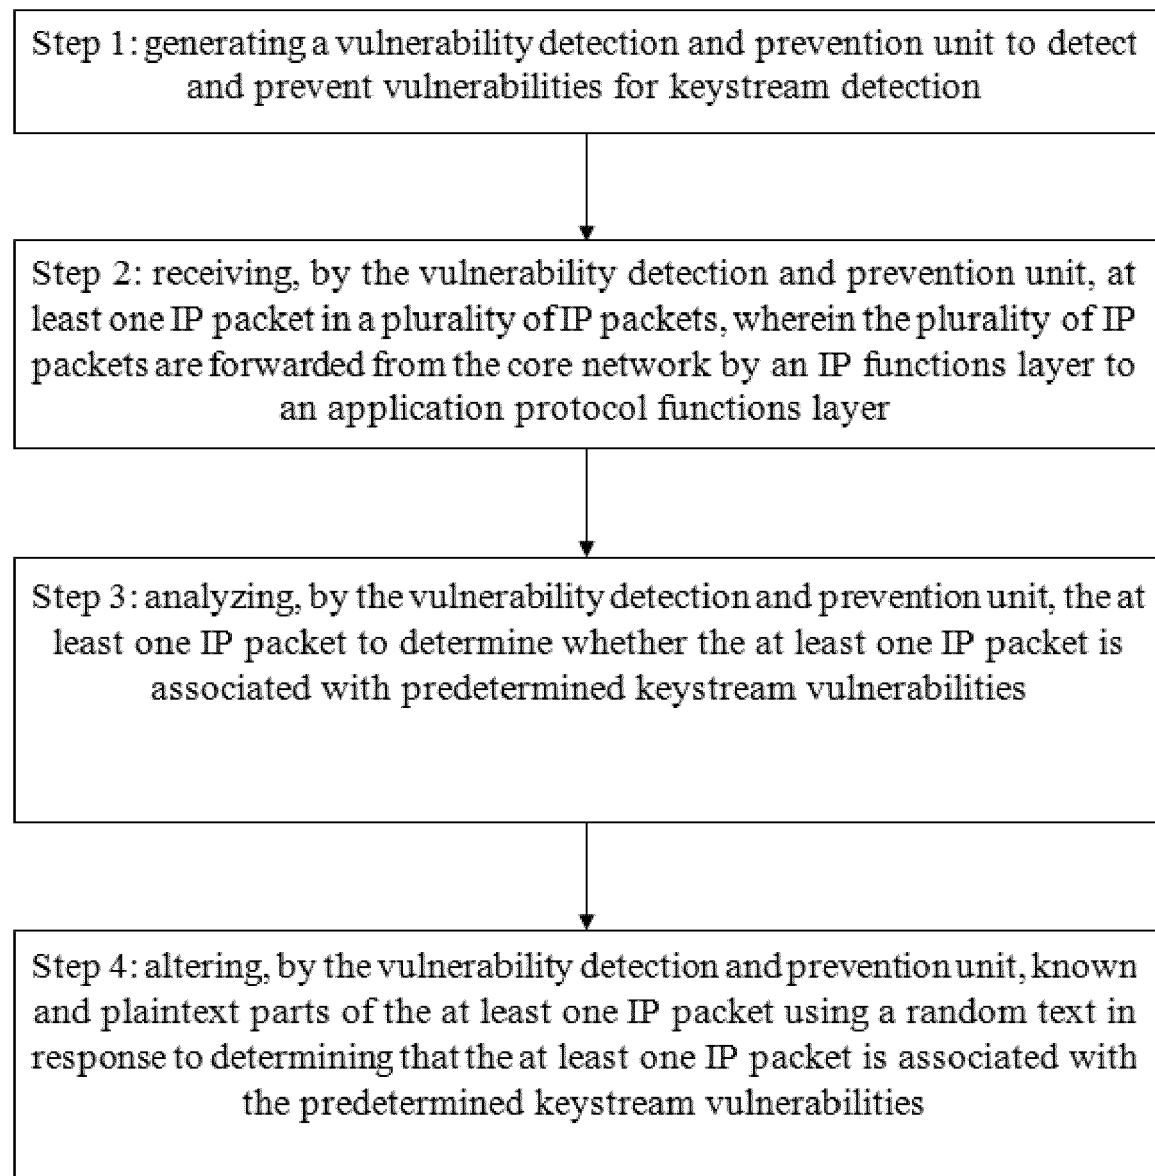 Step 1: generating a vulnerability detection and prevention unit to detect
and prevent vulnerabilities for keystream detection
Step 2: receiving, by the vulnerability detection and prevention unit, at
least one IP packet in a plurality of IP packets, wherein the plurality of IP
packets are forwarded from the core network by an IP functions layer to
an application protocol functions layer
Step 3: analyzing, by the vulnerability detection and prevention unit, the at
least one IP packet to determine whether the at least one IP packet is
associated with predetermined keystream vulnerabilities
Step 4: altering, by the vulnerability detection and prevention unit, known
and plaintext parts of the at least one IP packet using a random text in
response to determining that the at least one IP packet is associated with
the predetermined keystream vulnerabilities